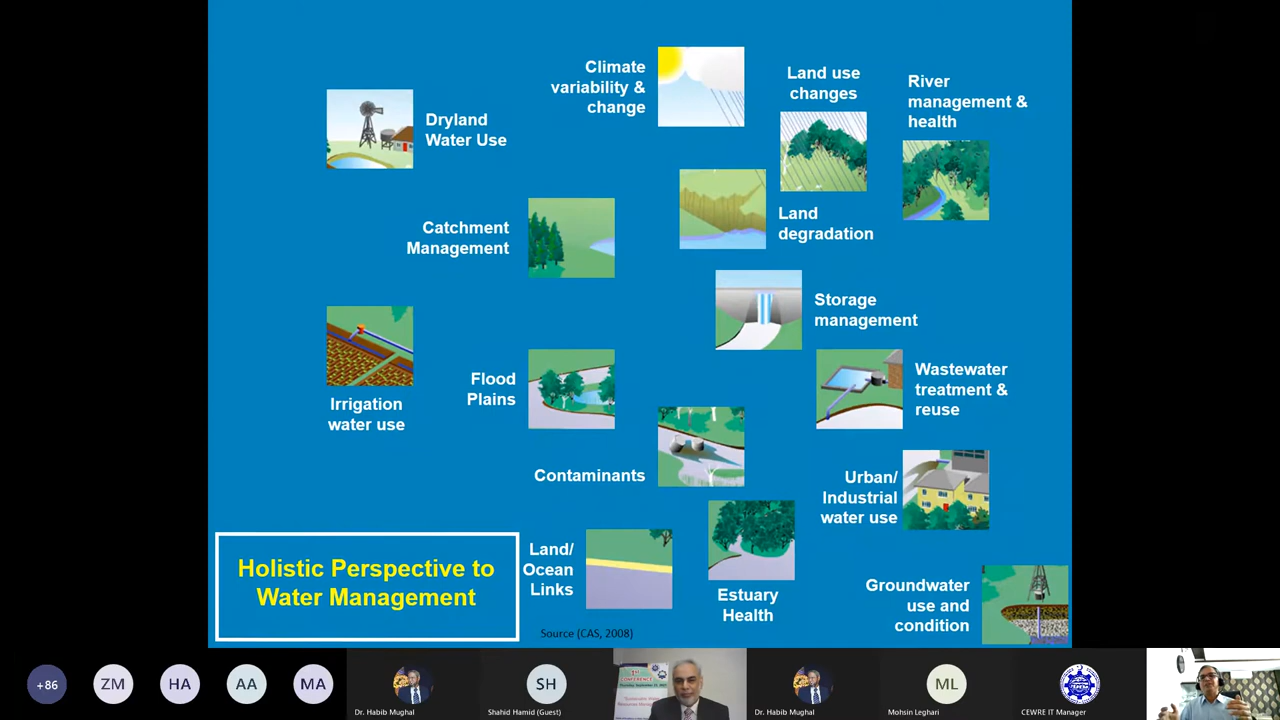 Climate
variability &
change
Land use
changes
River
management &
health
Dryland
Water Use
Catchment
Management
Land
degradation
Storage
management
Irrigation
water use
Flood
Plains
Wastewater
treatment &
reuse
Contaminants
Urban/
Industrial
water use
Holistic Perspective to
Water Management
Land/
Ocean
Links
Estuary
Health
Groundwater
use and
condition
Source (CAS, 2008)
+86
ZM
HA
AA
MA
Dr. Habib Mughal
SH
Shahid Hamid (Guest)
CONFERENCE
Dr. Habib Mughal
ML
Mohsin Leghari
CEWRE IT Manager